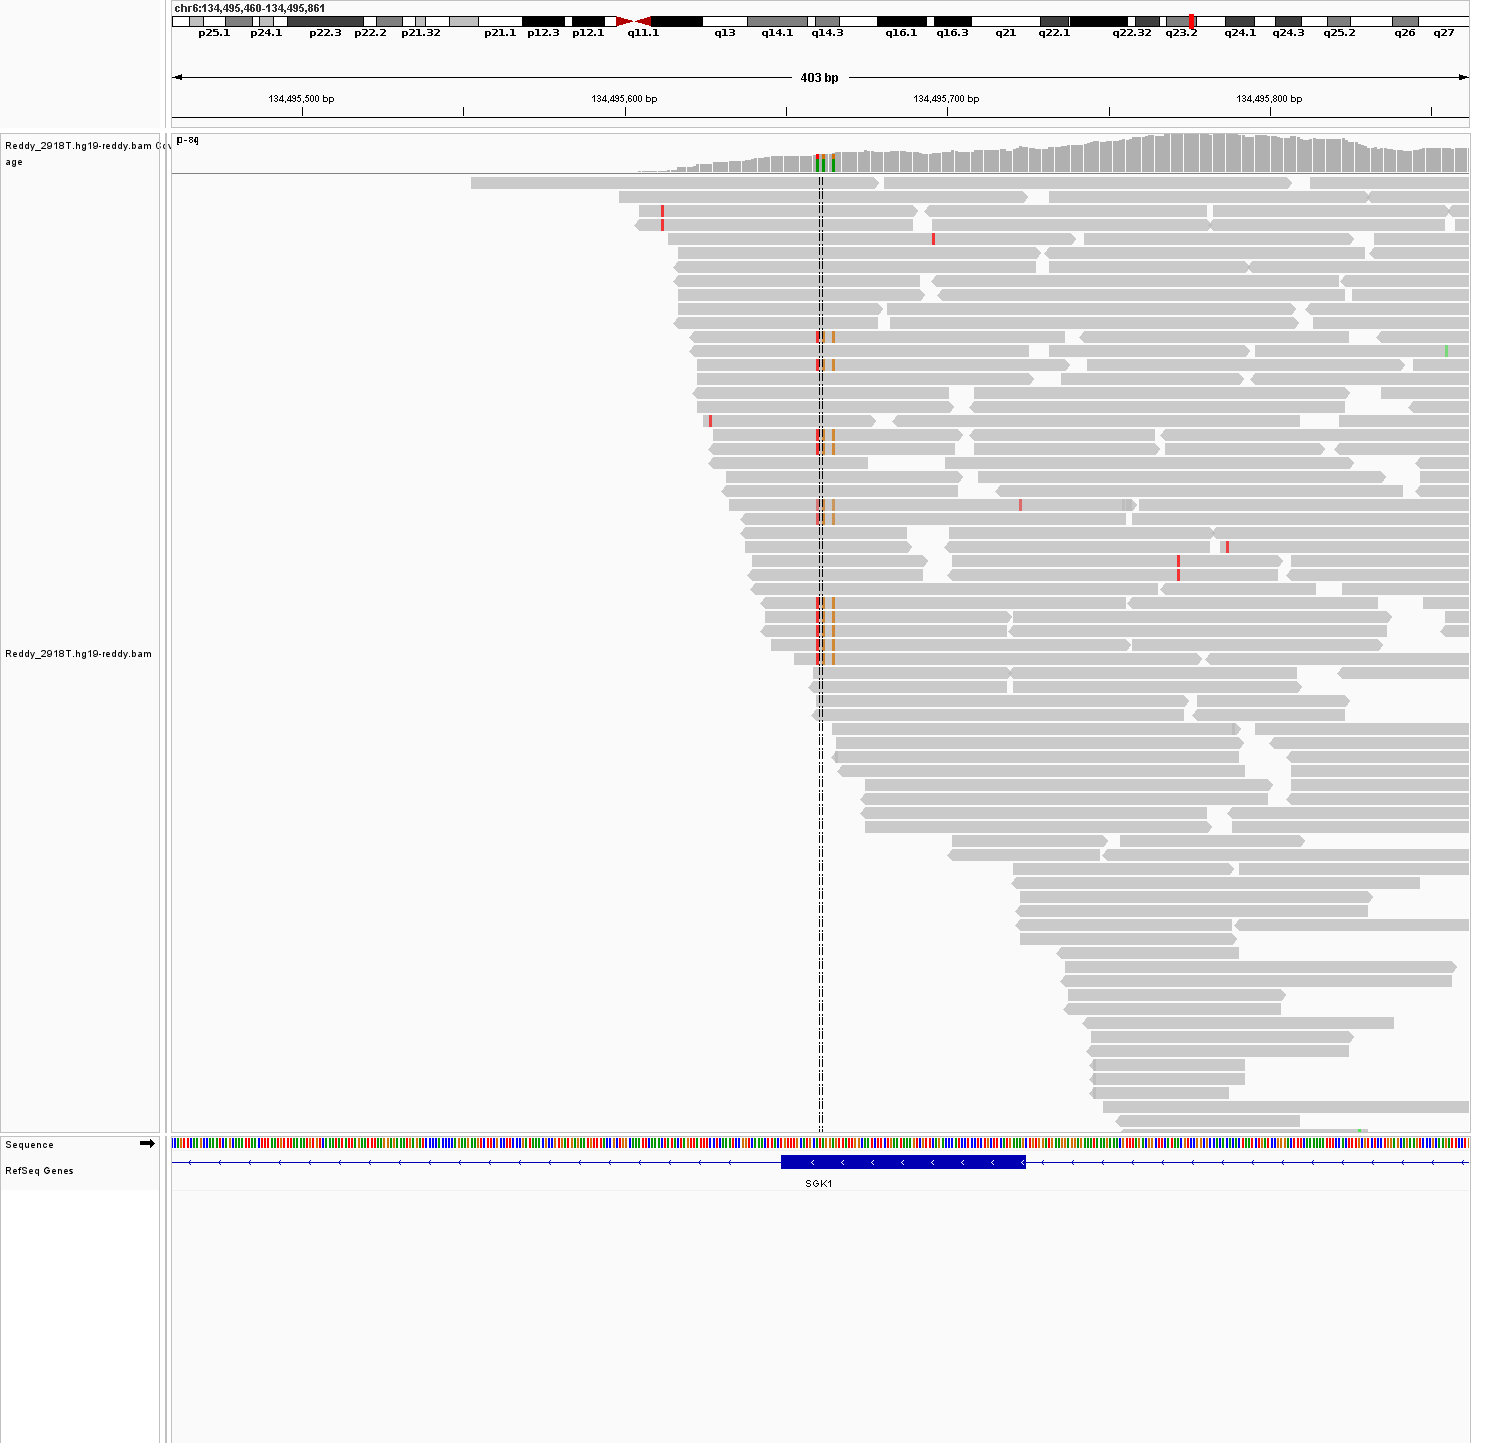 chr6:134,495,460-134,495,861
p25.1 p24.1 p22.3 p22.2 p21.32 p21.1 p12.3 p12.1 q11.1 q13 q14.1 q14.3 q16.1 q16.3 q21 q22.1 q22.32 q23.2 q24.1 q24.3 q25.2 q26 q27
403 bp
134,495,500 bp 134,495,600 bp 134,495,700 bp 134,495,800 bp
Reddy_2918T.hg19-reddy.bam Cov
age
[0-84]
Reddy_2918T.hg19-reddy.bam
Sequence
RefSeq Genes
SGK1